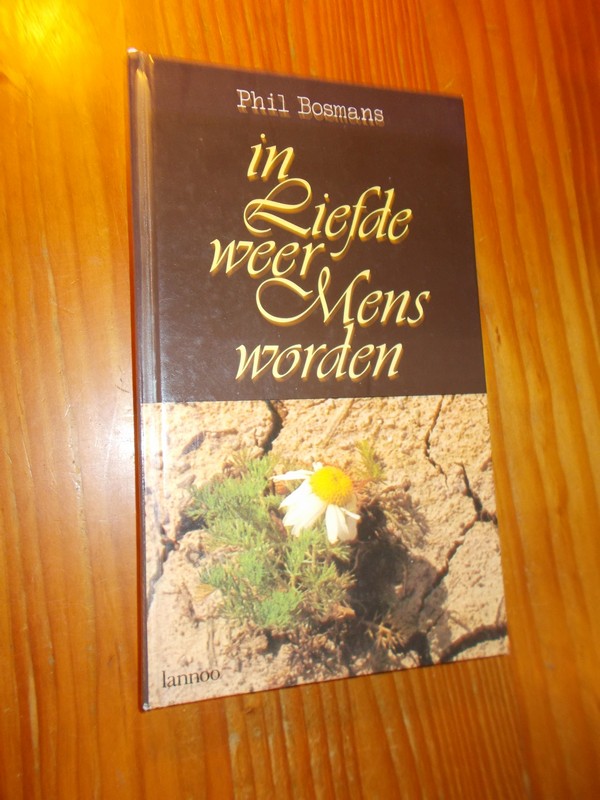 Phil Bosmans
in
Liefde
weer
Mens
worden
lannoo